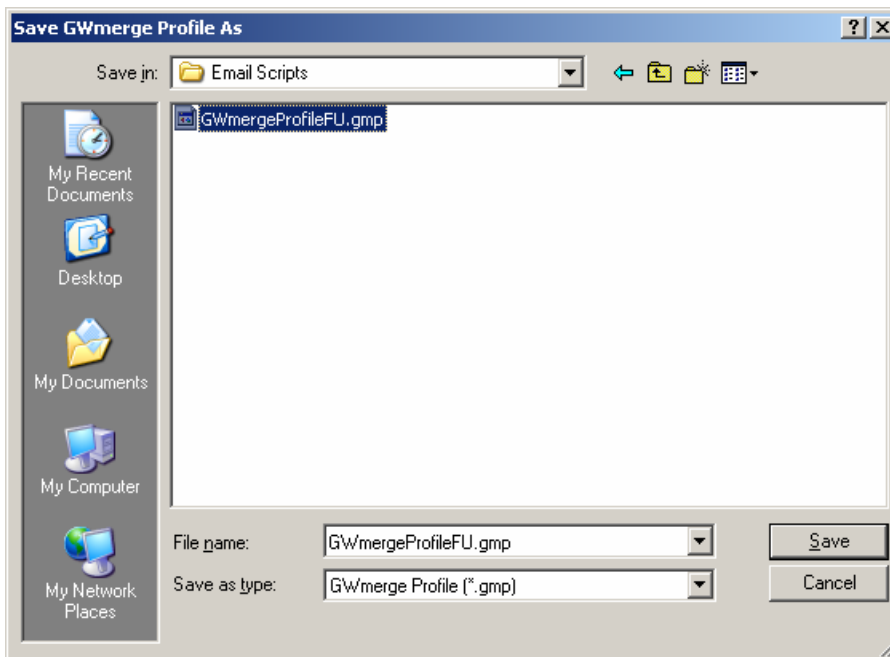 Save GWmerge Profile As
Save in:
Email Scripts
GWmergeProfileFU.gmp
My Recent
Documents
Desktop
My Documents
My Computer
My Network
Places
File name:
GWmergeProfileFU.gmp
Save
Save as type:
GWmerge Profile (*.gmp)
Cancel